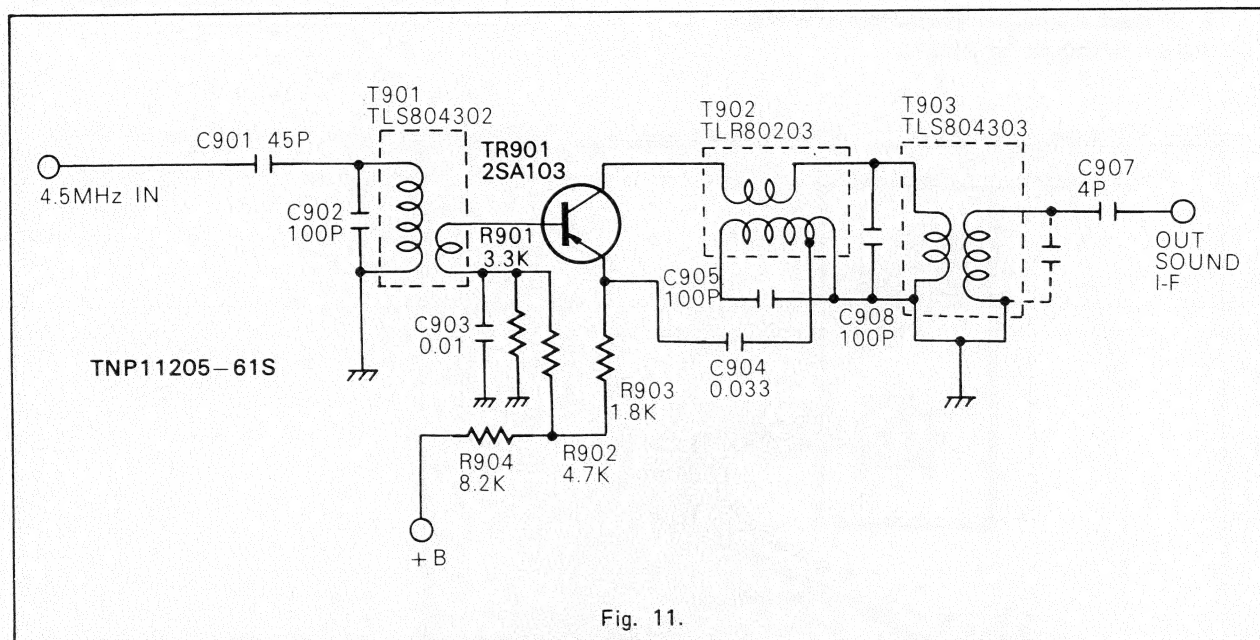 T901
TLS804302
C901 45P
4.5MHz IN
C902
100P
TR901
2SA103
R901
3.3K
C903
0.01
T902
TLR80203
T903
TLS804303
C907
4P
OUT
SOUND
I-F
C905
100P
C908
100P
C904
0.033
R903
1.8K
TNP11205-61S
R904
8.2K
R902
4.7K
+B
Fig. 11.